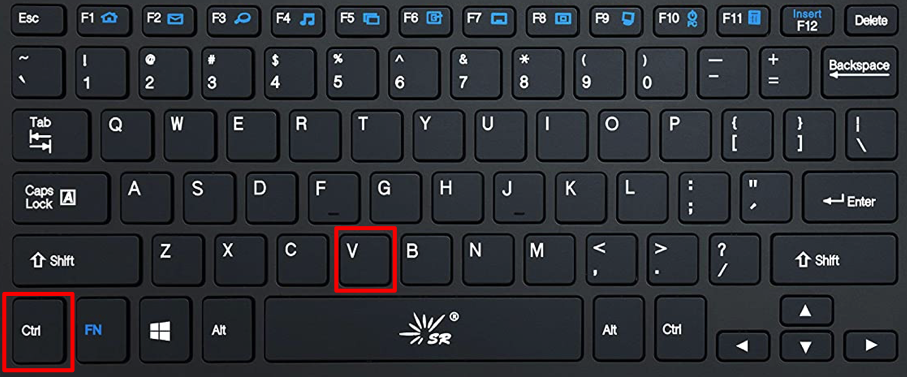 Esc F1 F2 F3 F4 F5 F6 F7 F8 F9 F10 PC F11 Insert F12 Delete
~ ` ! 1 @ 2 # 3 $ 4 % 5 ^ 6 & 7 * 8 ( 9 ) 0 — – + = Backspace
Tab Q W E R T Y U I O P { [ } ] | \
Caps Lock A A S D F G H J K L : ; " ' Enter
Shift Z X C V B N M < , > . ? / Shift
Ctrl FN Alt SR ® Alt Ctrl